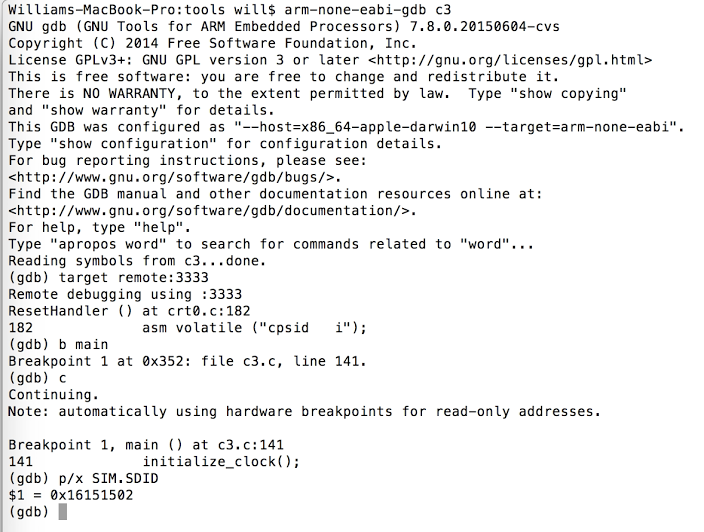 Williams-MacBook-Pro:tools will$ arm-none-eabi-gdb c3
GNU gdb (GNU Tools for ARM Embedded Processors) 7.8.0.20150604-cvs
Copyright (C) 2014 Free Software Foundation, Inc.
License GPLv3+: GNU GPL version 3 or later <http://gnu.org/licenses/gpl.html>
This is free software: you are free to change and redistribute it.
There is NO WARRANTY, to the extent permitted by law.  Type "show copying"
and "show warranty" for details.
This GDB was configured as "--host=x86_64-apple-darwin10 --target=arm-none-eabi".
Type "show configuration" for configuration details.
For bug reporting instructions, please see:
<http://www.gnu.org/software/gdb/bugs/>.
Find the GDB manual and other documentation resources online at:
<http://www.gnu.org/software/gdb/documentation/>.
For help, type "help".
Type "apropos word" to search for commands related to "word"...
Reading symbols from c3...done.
(gdb) target remote:3333
Remote debugging using :3333
ResetHandler () at crt0.c:182
182             asm volatile ("cpsid   i");
(gdb) b main
Breakpoint 1 at 0x352: file c3.c, line 141.
(gdb) c
Continuing.
Note: automatically using hardware breakpoints for read-only addresses.

Breakpoint 1, main () at c3.c:141
141             initialize_clock();
(gdb) p/x SIM.SDID
$1 = 0x16151502
(gdb)